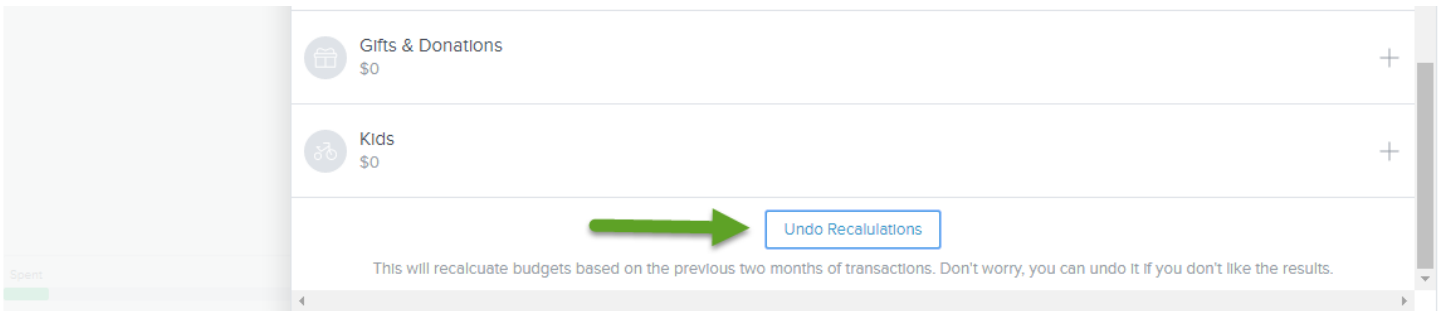 Gifts & Donations
$0
Kids
$0
Undo Recalulations
This will recalcuate budgets based on the previous two months of transactions. Don't worry, you can undo it if you don't like the results.
Spent